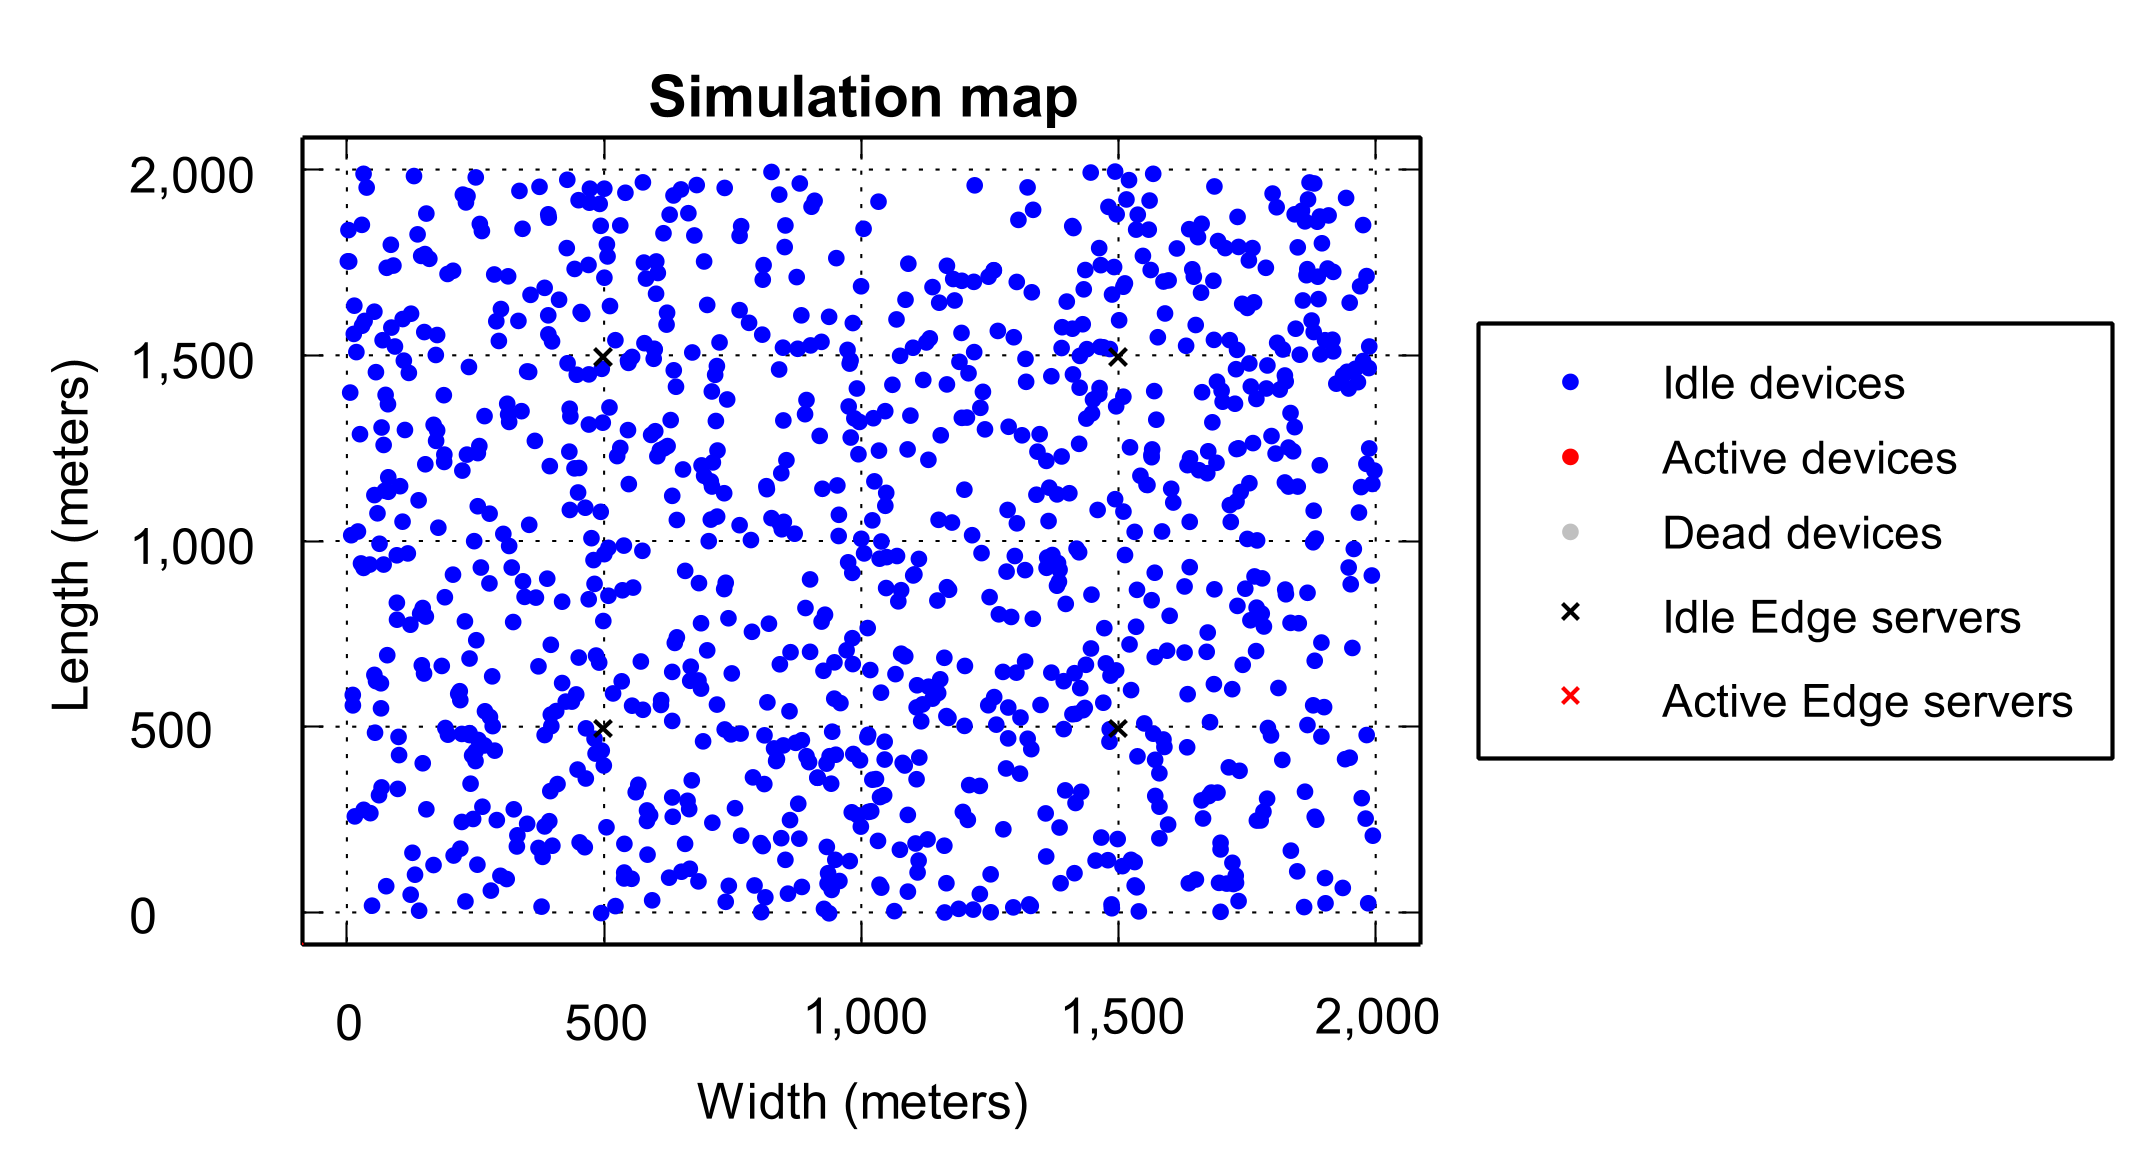 Simulation map
2,000
1,500
1,000
500
0
Length (meters)
0
500
1,000
1,500
2,000
Width (meters)
Idle devices
Active devices
Dead devices
Idle Edge servers
Active Edge servers